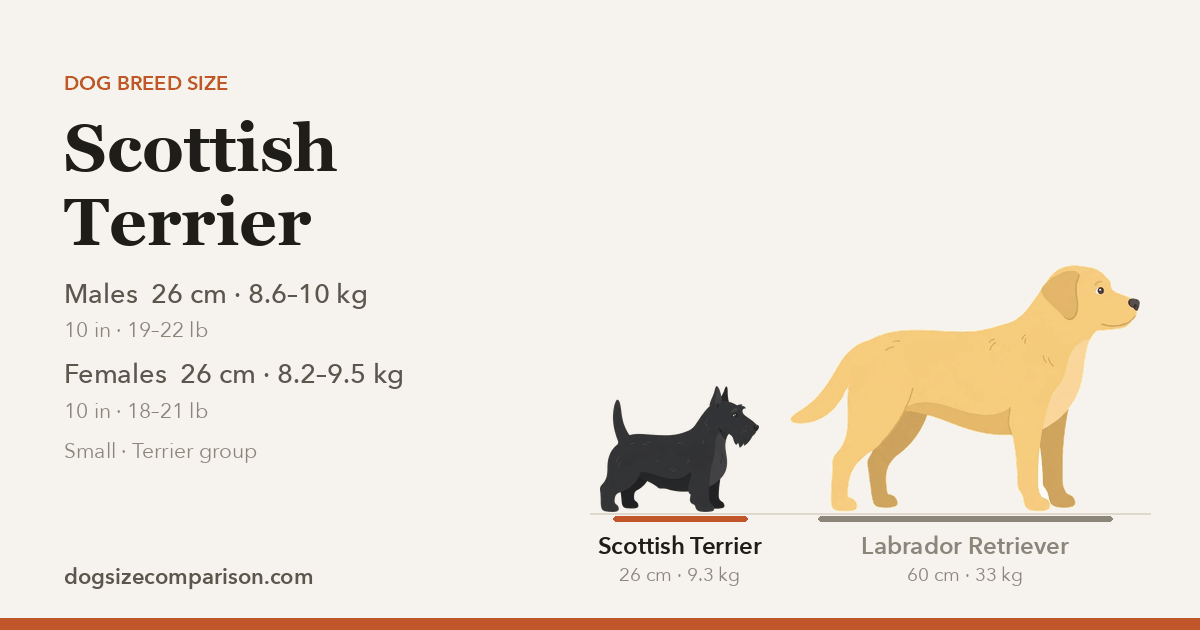 DOG BREED SIZE
Scottish
Terrier
Males 26 cm · 8.6–10 kg
10 in · 19–22 lb
Females 26 cm · 8.2–9.5 kg
10 in · 18–21 lb
Small · Terrier group
dogsizecomparison.com
Scottish Terrier
26 cm · 9.3 kg
Labrador Retriever
60 cm · 33 kg